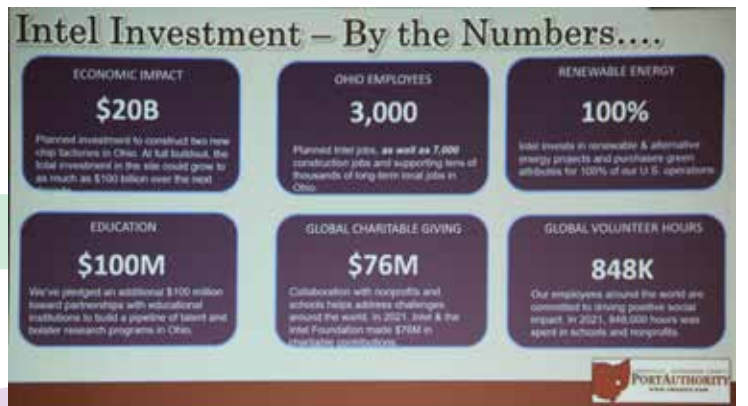 Intel Investment – By the Numbers....
ECONOMIC IMPACT
$20B
Planned investment to construct two new
chip factories in Ohio. At full buildout, the
total investment in the site could grow to
as much as $100 billion over the next
OHIO EMPLOYEES
3,000
Planned Intel jobs, as well as 7,000
construction jobs and supporting tens of
thousands of long-term local jobs in
Ohio.
RENEWABLE ENERGY
100%
Intel invests in renewable & alternative
energy projects and purchases green
attributes for 100% of our U.S. operations.
EDUCATION
$100M
We've pledged an additional $100 million
toward partnerships with educational
institutions to build a pipeline of talent and
bolster research programs in Ohio.
GLOBAL CHARITABLE GIVING
$76M
Collaboration with nonprofits and
schools helps address challenges
around the world. In 2021, Intel & the
Intel Foundation made $76M in
charitable contributions.
GLOBAL VOLUNTEER HOURS
848K
Our employees around the world are
committed to driving positive social
impact. In 2021, 848,000 hours was
spent in schools and nonprofits.
PORTAUTHORITY